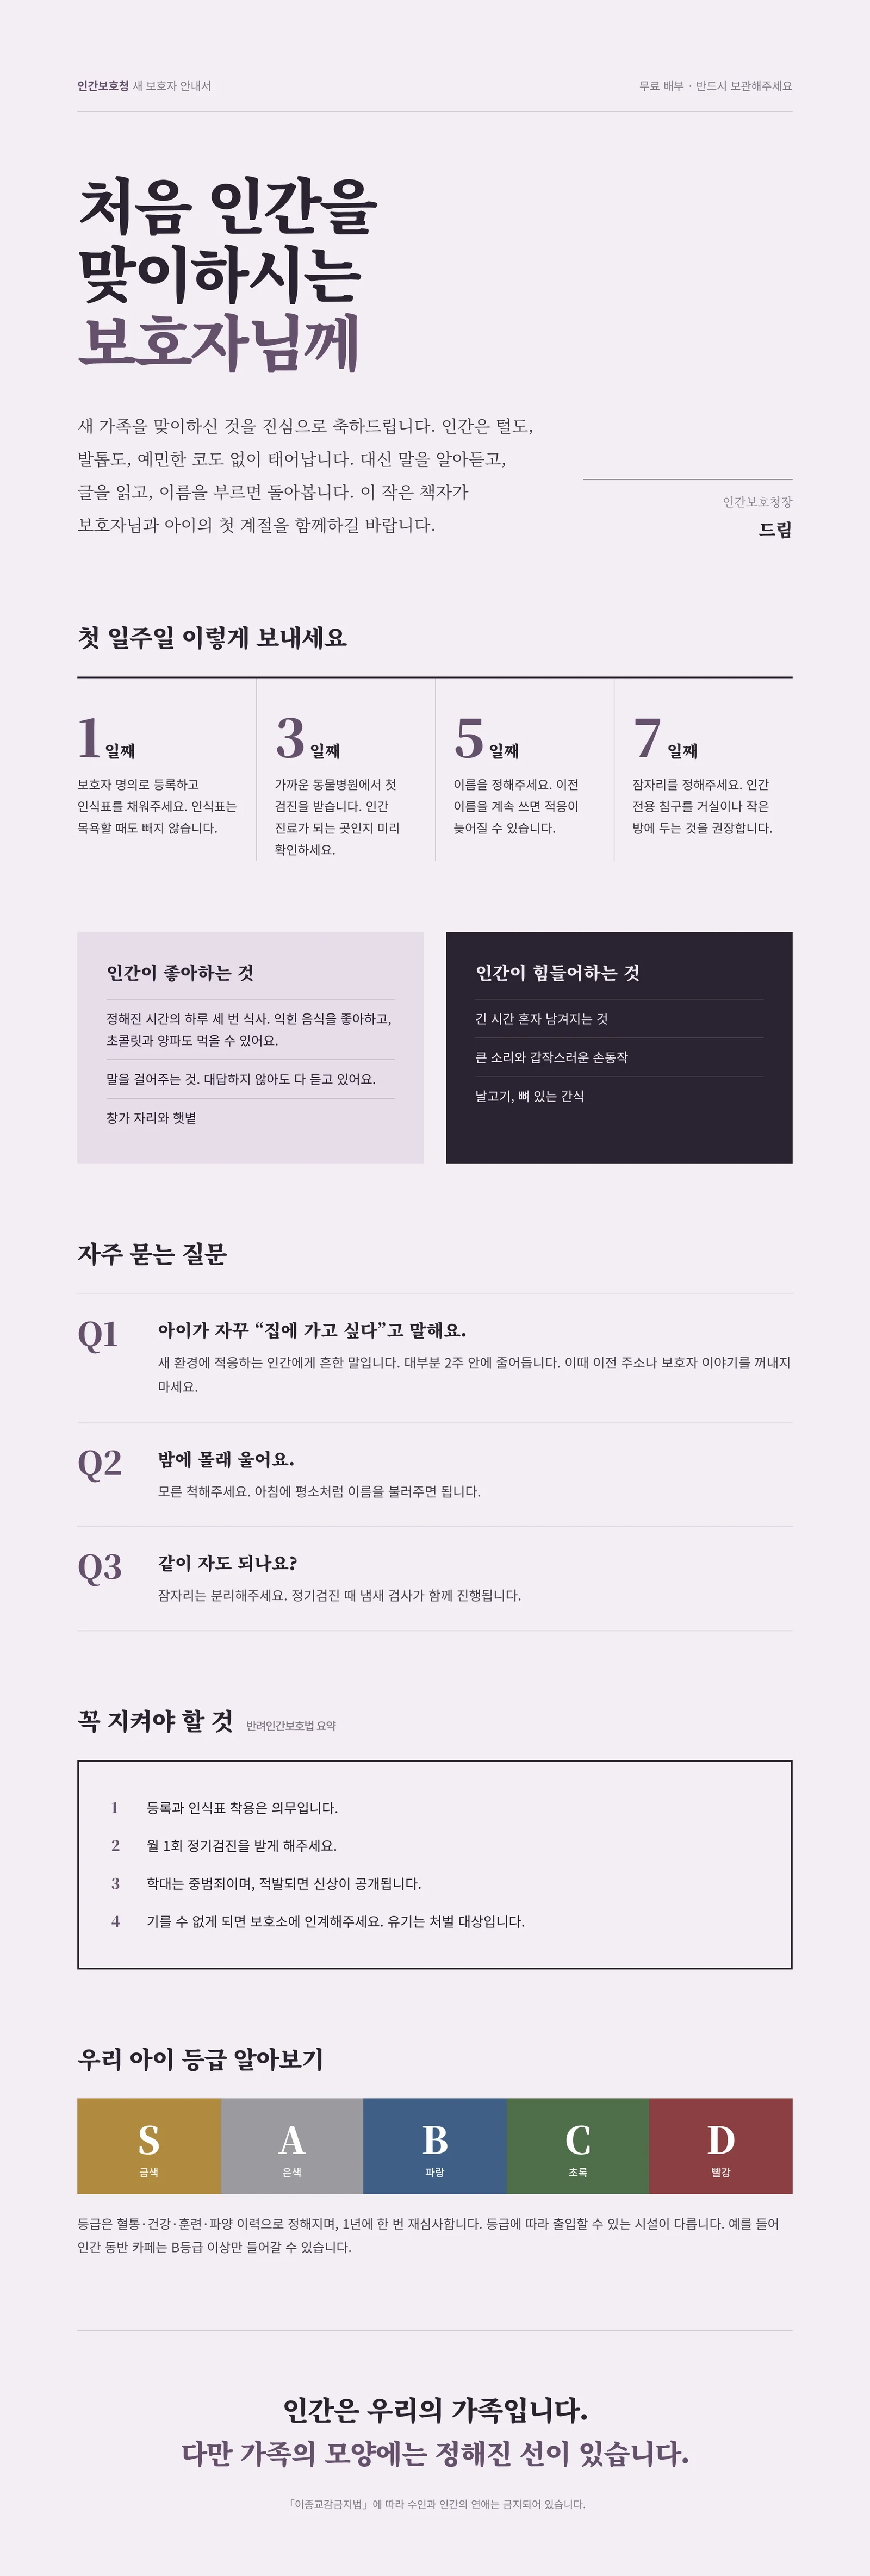 인간보호청 새 보호자 안내서
무료 배부 · 반드시 보관해주세요
처음 인간을
맞이하시는
보호자님께
새 가족을 맞이하신 것을 진심으로 축하드립니다. 인간은 털도,
발톱도, 예민한 코도 없이 태어납니다. 대신 말을 알아듣고,
글을 읽고, 이름을 부르면 돌아봅니다. 이 작은 책자가
보호자님과 아이의 첫 계절을 함께하길 바랍니다.
인간보호청장
드림
첫 일주일 이렇게 보내세요
1일째
보호자 명의로 등록하고
인식표를 채워주세요. 인식표는
목욕할 때도 빼지 않습니다.
3일째
가까운 동물병원에서 첫
검진을 받습니다. 인간
진료가 되는 곳인지 미리
확인하세요.
5일째
이름을 정해주세요. 이전
이름을 계속 쓰면 적응이
늦어질 수 있습니다.
7일째
잠자리를 정해주세요. 인간
전용 침구를 거실이나 작은
방에 두는 것을 권장합니다.
인간이 좋아하는 것
정해진 시간의 하루 세 번 식사. 익힌 음식을 좋아하고,
초콜릿과 양파도 먹을 수 있어요.
말을 걸어주는 것. 대답하지 않아도 다 듣고 있어요.
창가 자리와 햇볕
인간이 힘들어하는 것
긴 시간 혼자 남겨지는 것
큰 소리와 갑작스러운 손동작
날고기, 뼈 있는 간식
자주 묻는 질문
Q1
아이가 자꾸 “집에 가고 싶다”고 말해요.
새 환경에 적응하는 인간에게 흔한 말입니다. 대부분 2주 안에 줄어듭니다. 이때 이전 주소나 보호자 이야기를 꺼내지
마세요.
Q2
밤에 몰래 울어요.
모른 척해주세요. 아침에 평소처럼 이름을 불러주면 됩니다.
Q3
같이 자도 되나요?
잠자리는 분리해주세요. 정기검진 때 냄새 검사가 함께 진행됩니다.
꼭 지켜야 할 것 반려인간보호법 요약
1 등록과 인식표 착용은 의무입니다.
2 월 1회 정기검진을 받게 해주세요.
3 학대는 중범죄이며, 적발되면 신상이 공개됩니다.
4 기를 수 없게 되면 보호소에 인계해주세요. 유기는 처벌 대상입니다.
우리 아이 등급 알아보기
S
금색
A
은색
B
파랑
C
초록
D
빨강
등급은 혈통·건강·훈련·파양 이력으로 정해지며, 1년에 한 번 재심사합니다. 등급에 따라 출입할 수 있는 시설이 다릅니다. 예를 들어
인간 동반 카페는 B등급 이상만 들어갈 수 있습니다.
인간은 우리의 가족입니다.
다만 가족의 모양에는 정해진 선이 있습니다.
「이종교감금지법」에 따라 수인과 인간의 연애는 금지되어 있습니다.